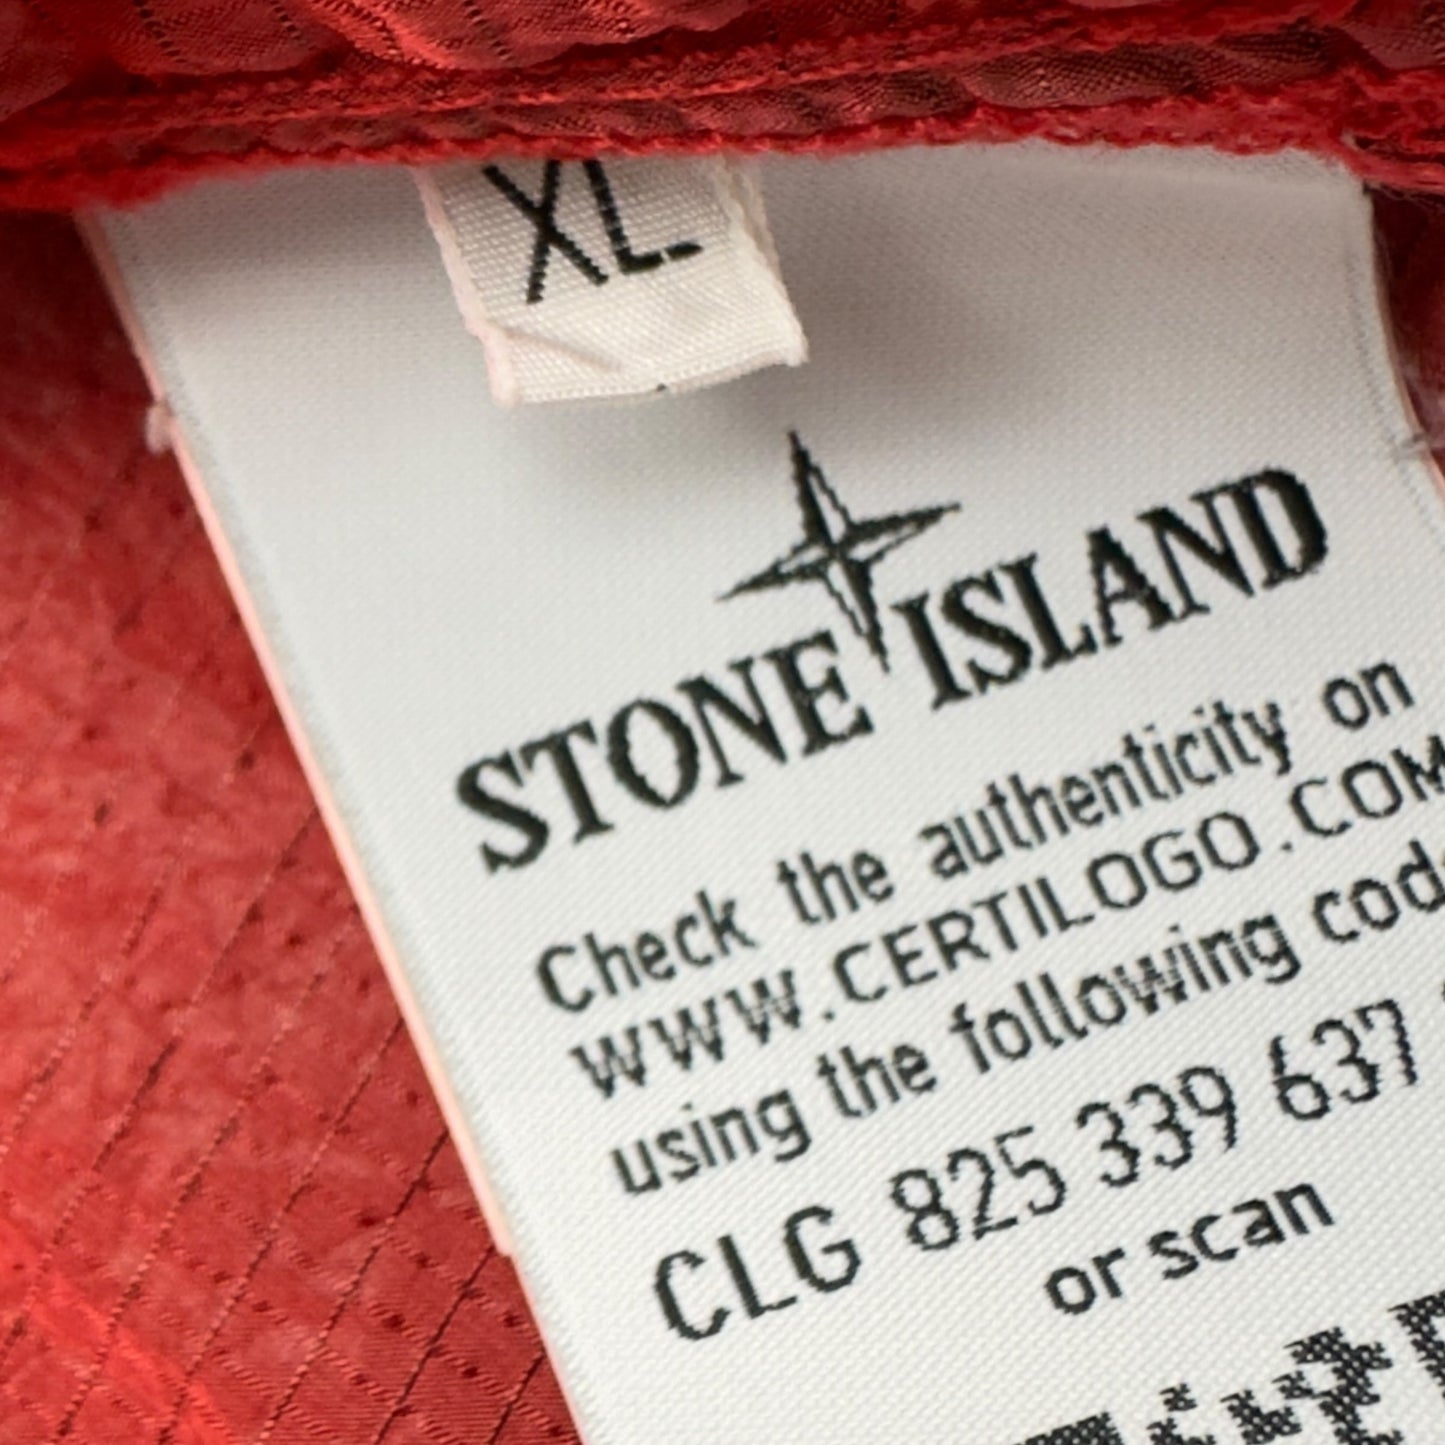 XL
STONE ISLAND
Check the authenticity on
WWW.CERTILOGO.COM
using the following
CLG 825 339 637
or scan